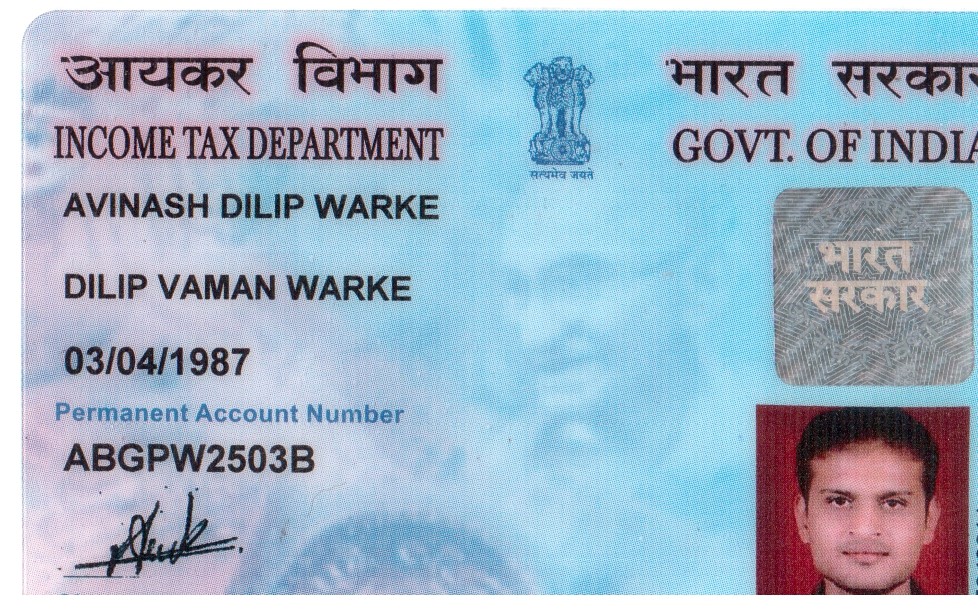 आयकर विभाग
भारत सरकार
INCOME TAX DEPARTMENT
सत्यमेव जयते
GOVT. OF INDIA
AVINASH DILIP WARKE
DILIP VAMAN WARKE
03/04/1987
Permanent Account Number
ABGPW2503B
भारत
सरकार